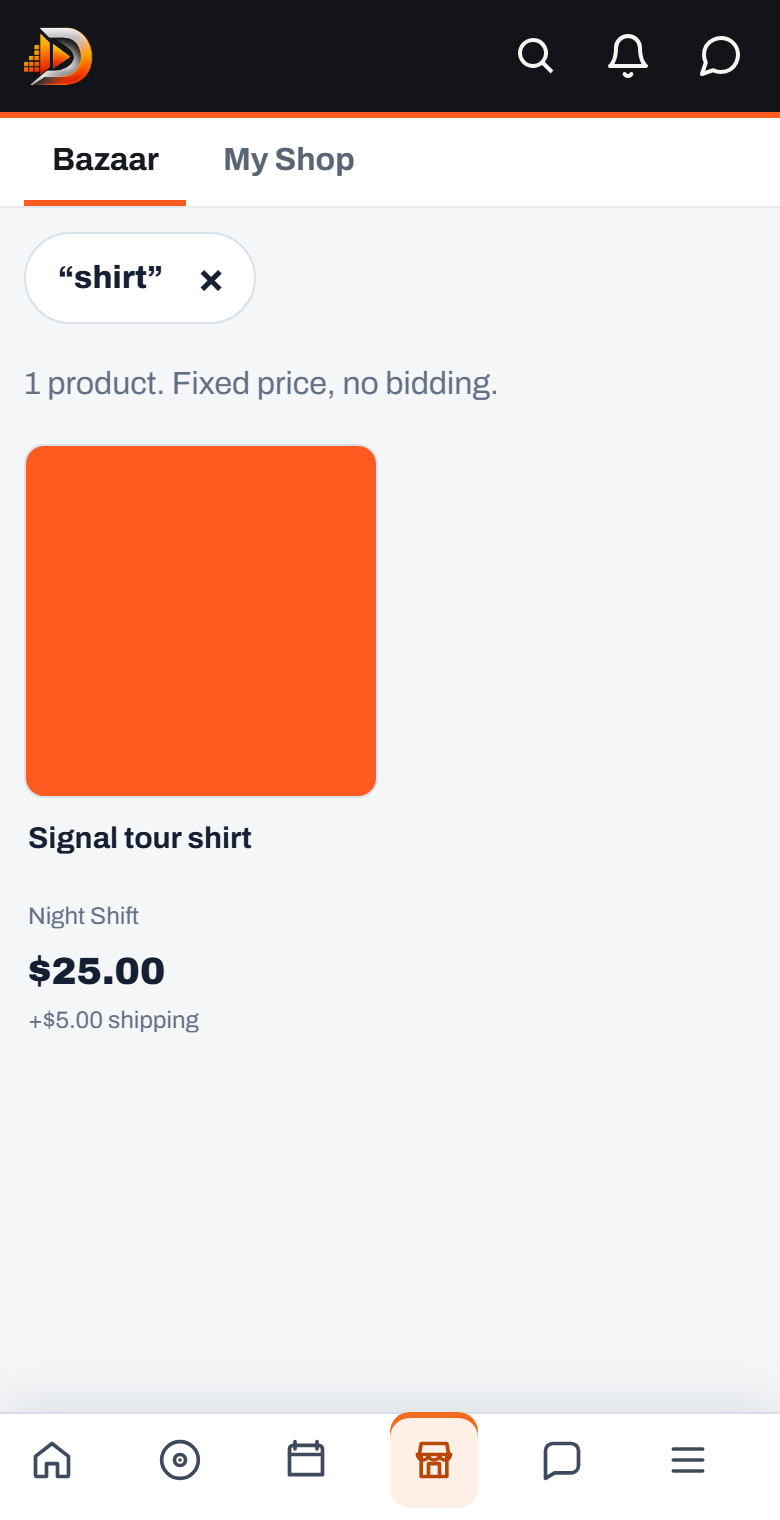 Bazaar
My Shop
“shirt” ×
1 product. Fixed price, no bidding.
Signal tour shirt
Night Shift
$25.00
+$5.00 shipping